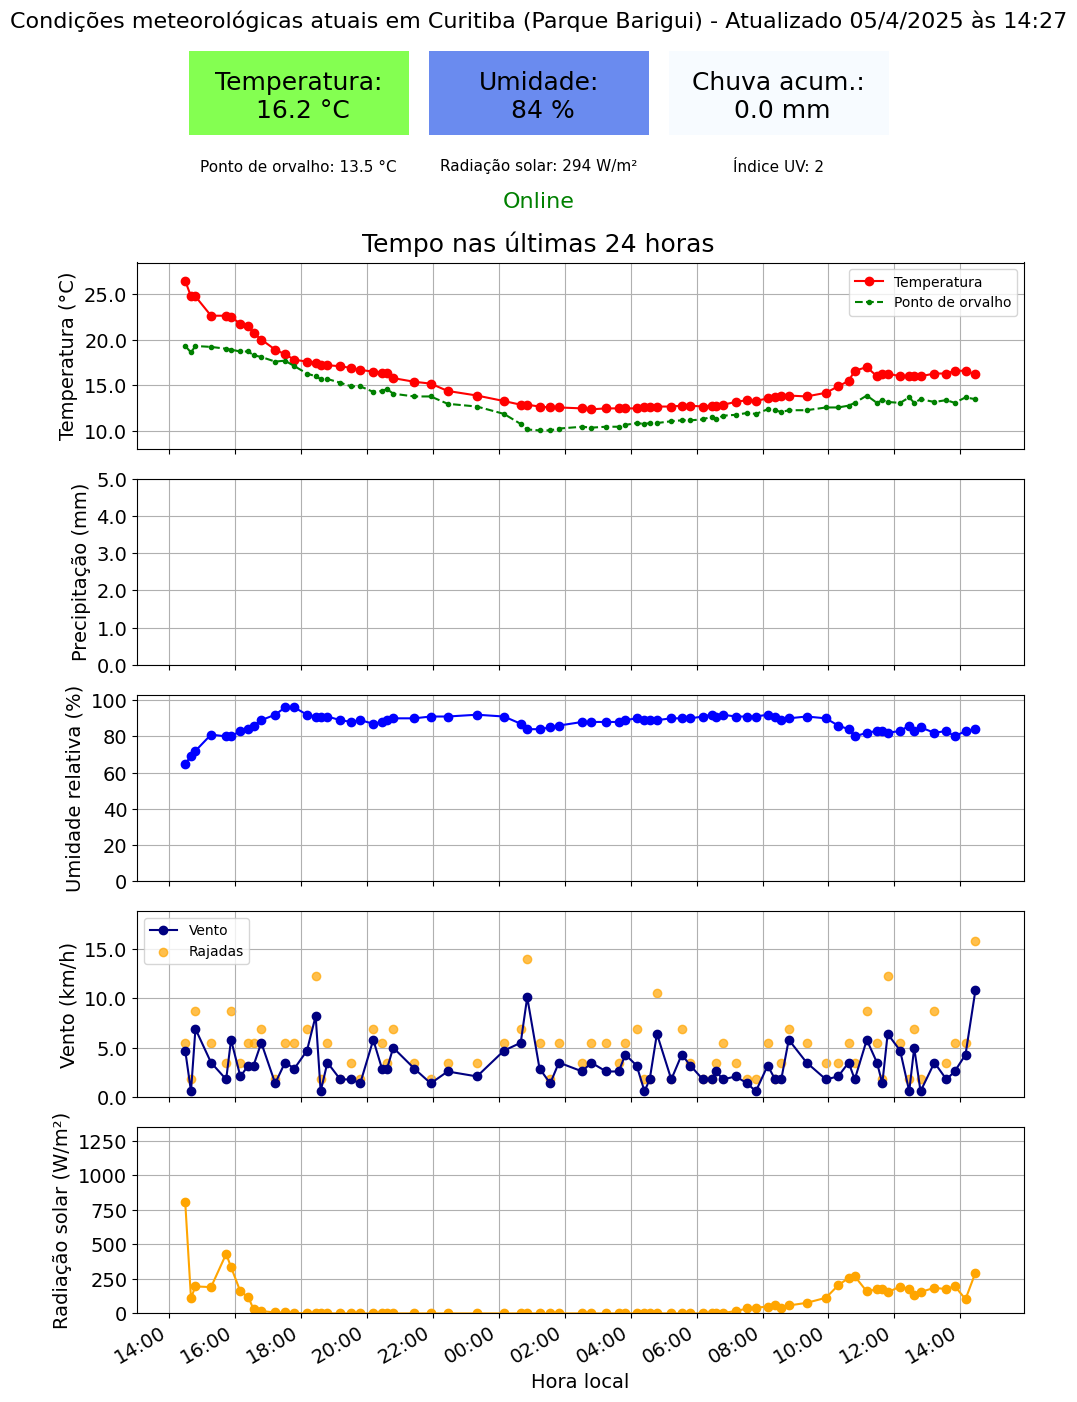 Condições meteorológicas atuais em Curitiba (Parque Barigui) - Atualizado 05/4/2025 às 14:27
Temperatura:
16.2 °C
Umidade:
84 %
Chuva acum.:
0.0 mm
Ponto de orvalho: 13.5 °C
Radiação solar: 294 W/m²
Índice UV: 2
Online
Tempo nas últimas 24 horas
Temperatura (°C)
25.0
20.0
15.0
10.0
Temperatura
Ponto de orvalho
Precipitação (mm)
5.0
4.0
3.0
2.0
1.0
0.0
Umidade relativa (%)
100
80
60
40
20
0
Vento (km/h)
15.0
10.0
5.0
0.0
Vento
Rajadas
Radiação solar (W/m²)
1250
1000
750
500
250
0
14:00
16:00
18:00
20:00
22:00
00:00
02:00
04:00
06:00
08:00
10:00
12:00
14:00
Hora local